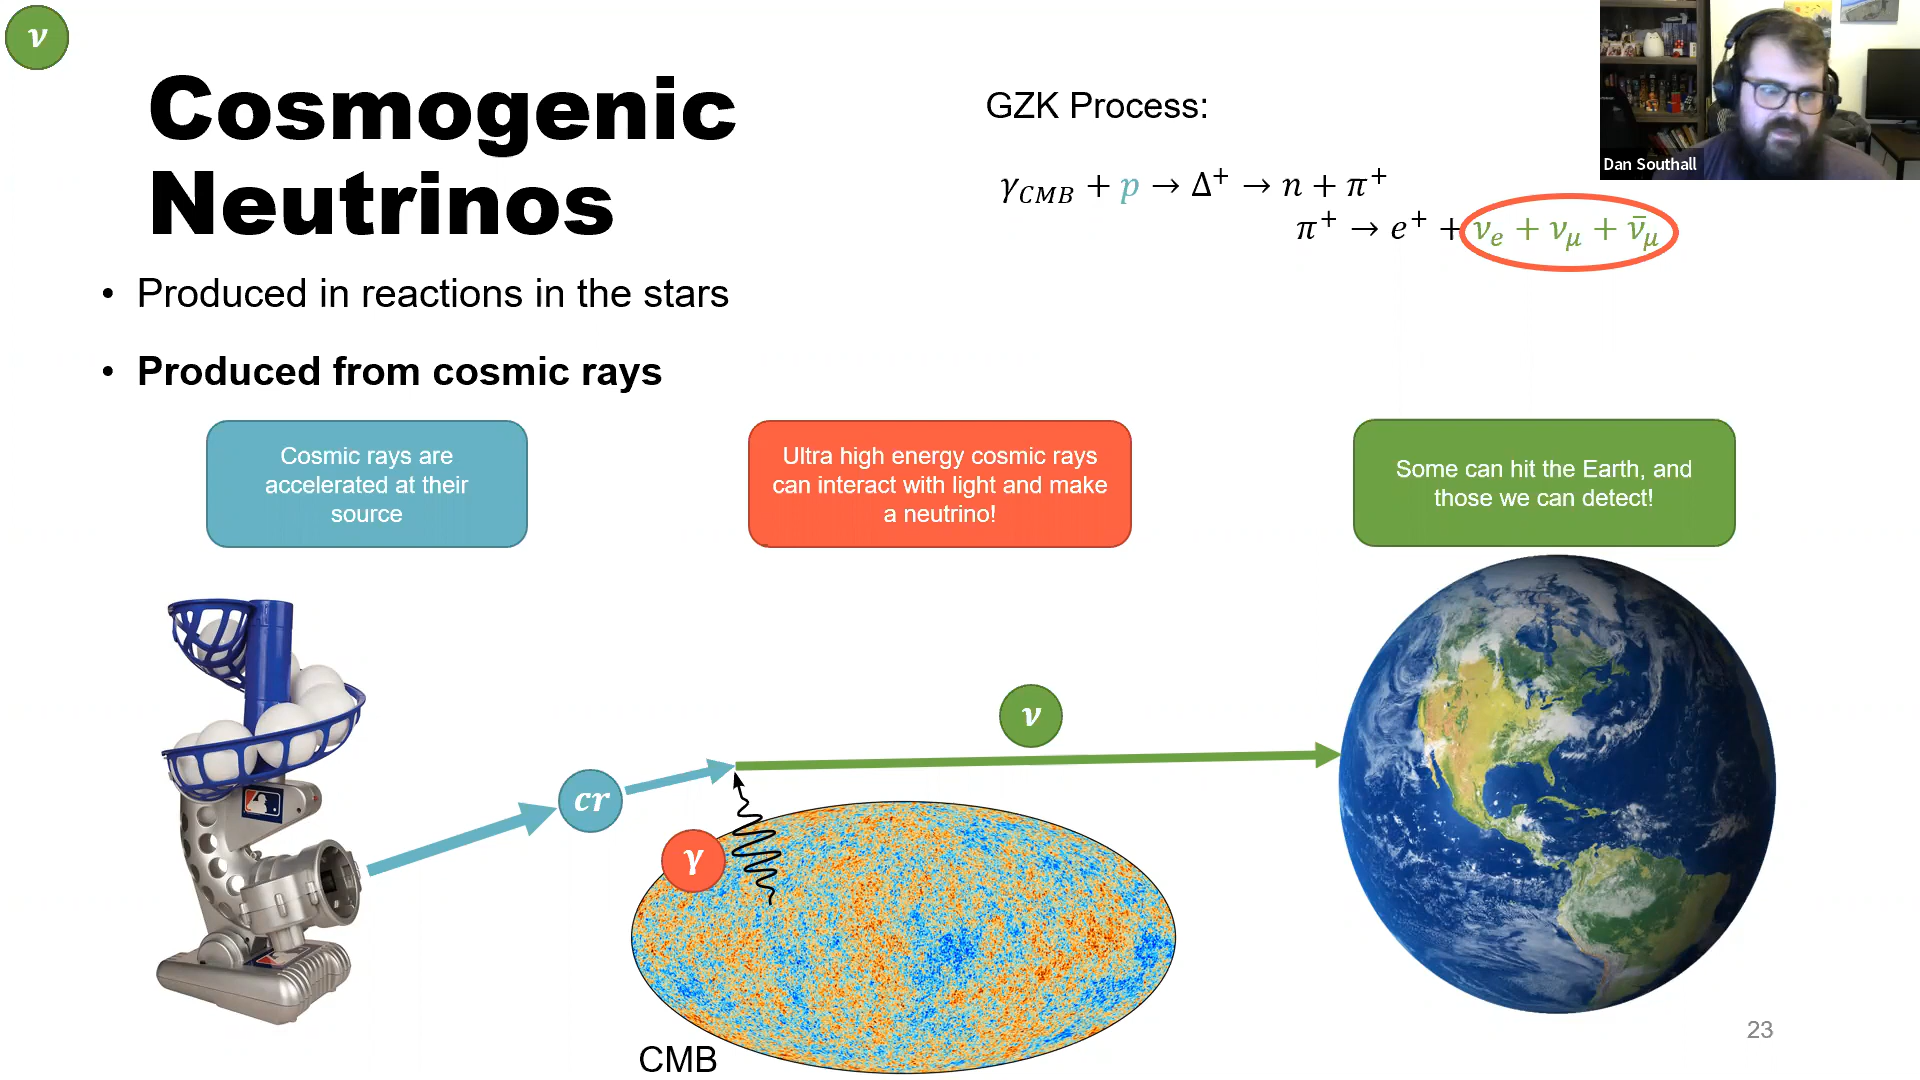 ν
Cosmogenic
Neutrinos
GZK Process:
γ_CMB + p → Δ⁺ → n + π⁺
π⁺ → e⁺ + ν_e + ν_μ + ν̄_μ
Dan Southall
• Produced in reactions in the stars
• Produced from cosmic rays
Cosmic rays are
accelerated at their
source
Ultra high energy cosmic rays
can interact with light and make
a neutrino!
Some can hit the Earth, and
those we can detect!
ν
cr
γ
CMB
23